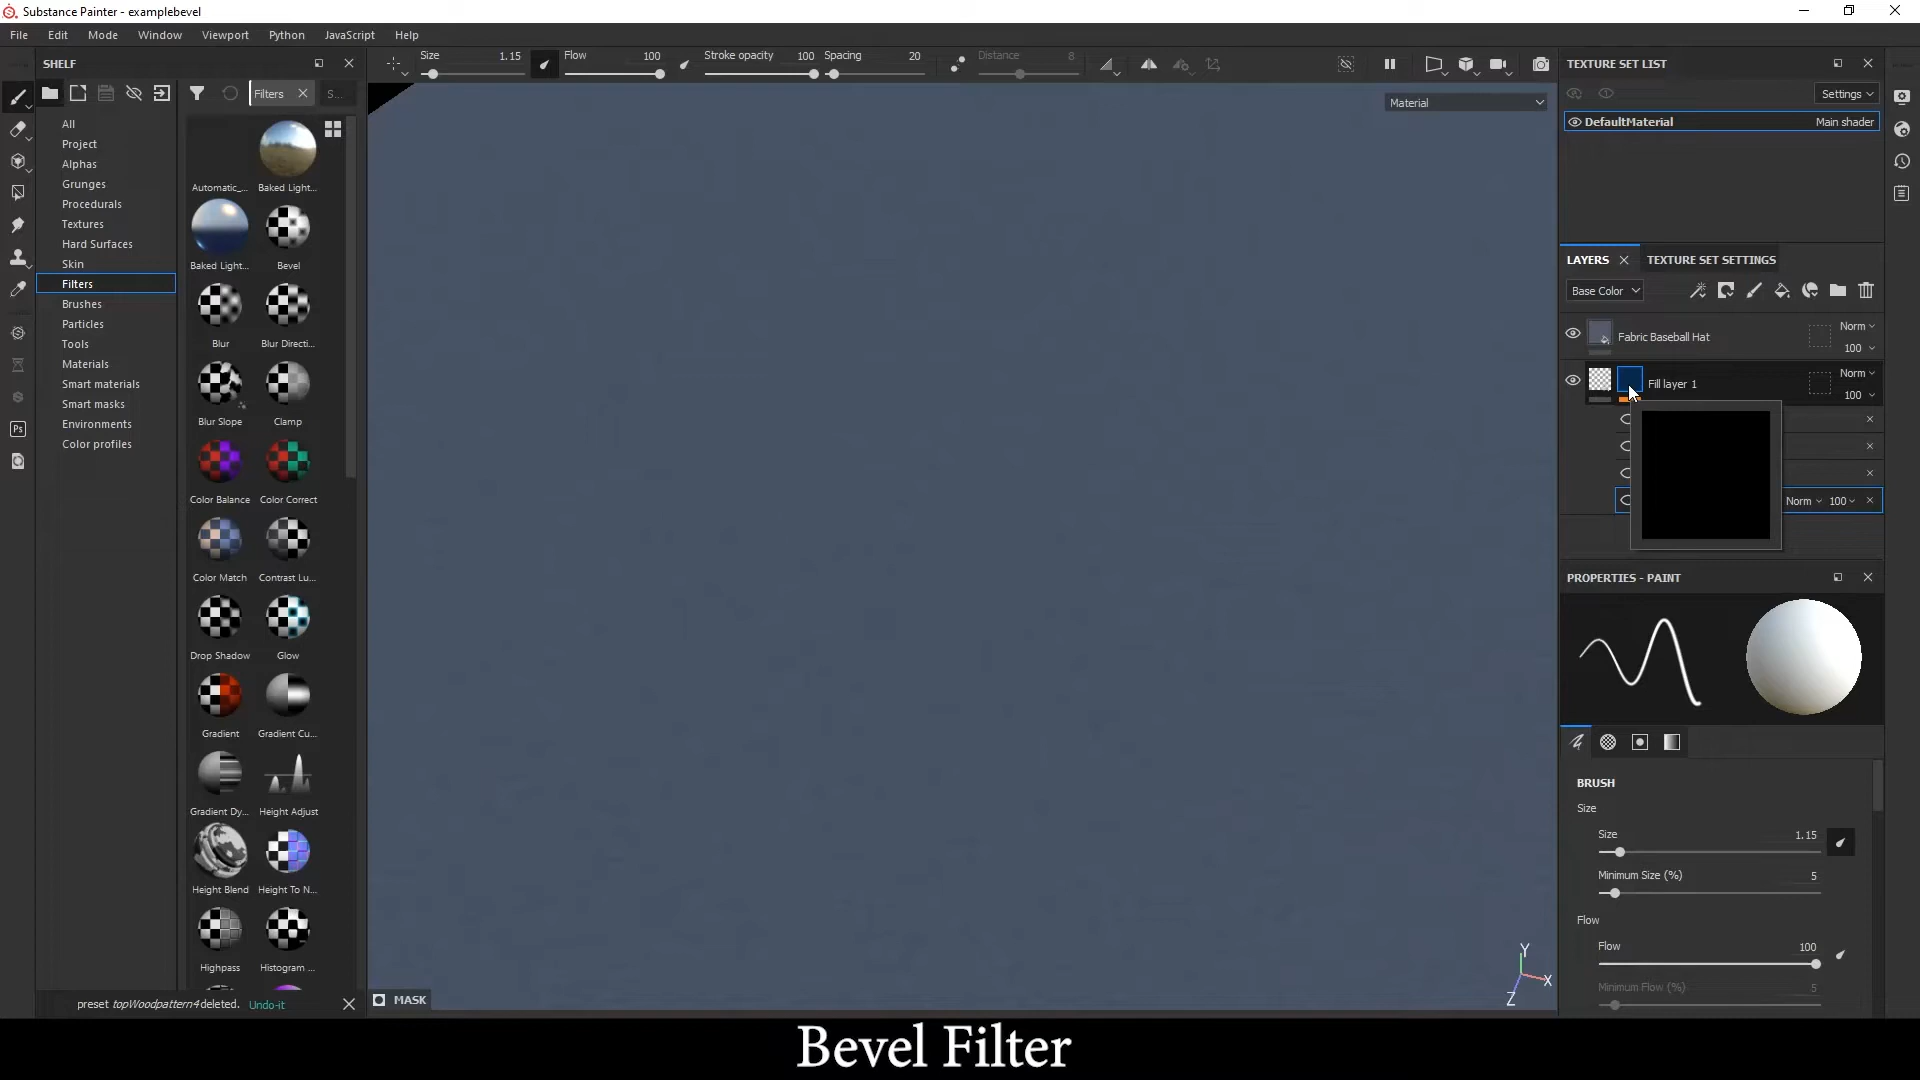 Substance Painter - examplebevel
File Edit Mode Window Viewport Python JavaScript Help
SHELF
Size 1.15
Flow 100
Stroke opacity 100
Spacing 20
Distance 8
Filters
S...
All
Project
Alphas
Grunges
Procedurals
Textures
Hard Surfaces
Skin
Filters
Brushes
Particles
Tools
Materials
Smart materials
Smart masks
Environments
Color profiles
Automatic_... Baked Light...
Baked Light... Bevel
Blur Blur Directi...
Blur Slope Clamp
Color Balance Color Correct
Color Match Contrast Lu...
Drop Shadow Glow
Gradient Gradient Cu...
Gradient Dy... Height Adjust
Height Blend Height To N...
Highpass Histogram ...
preset topWoodpattern4 deleted. Undo-it
Ps
Material
MASK
Y
X
Z
TEXTURE SET LIST
Settings
DefaultMaterial Main shader
LAYERS TEXTURE SET SETTINGS
Base Color
Fabric Baseball Hat Norm
100
Fill layer 1 Norm
100
Norm 100
PROPERTIES - PAINT
BRUSH
Size
Size 1.15
Minimum Size (%) 5
Flow
Flow 100
Minimum Flow (%) 5
Bevel Filter